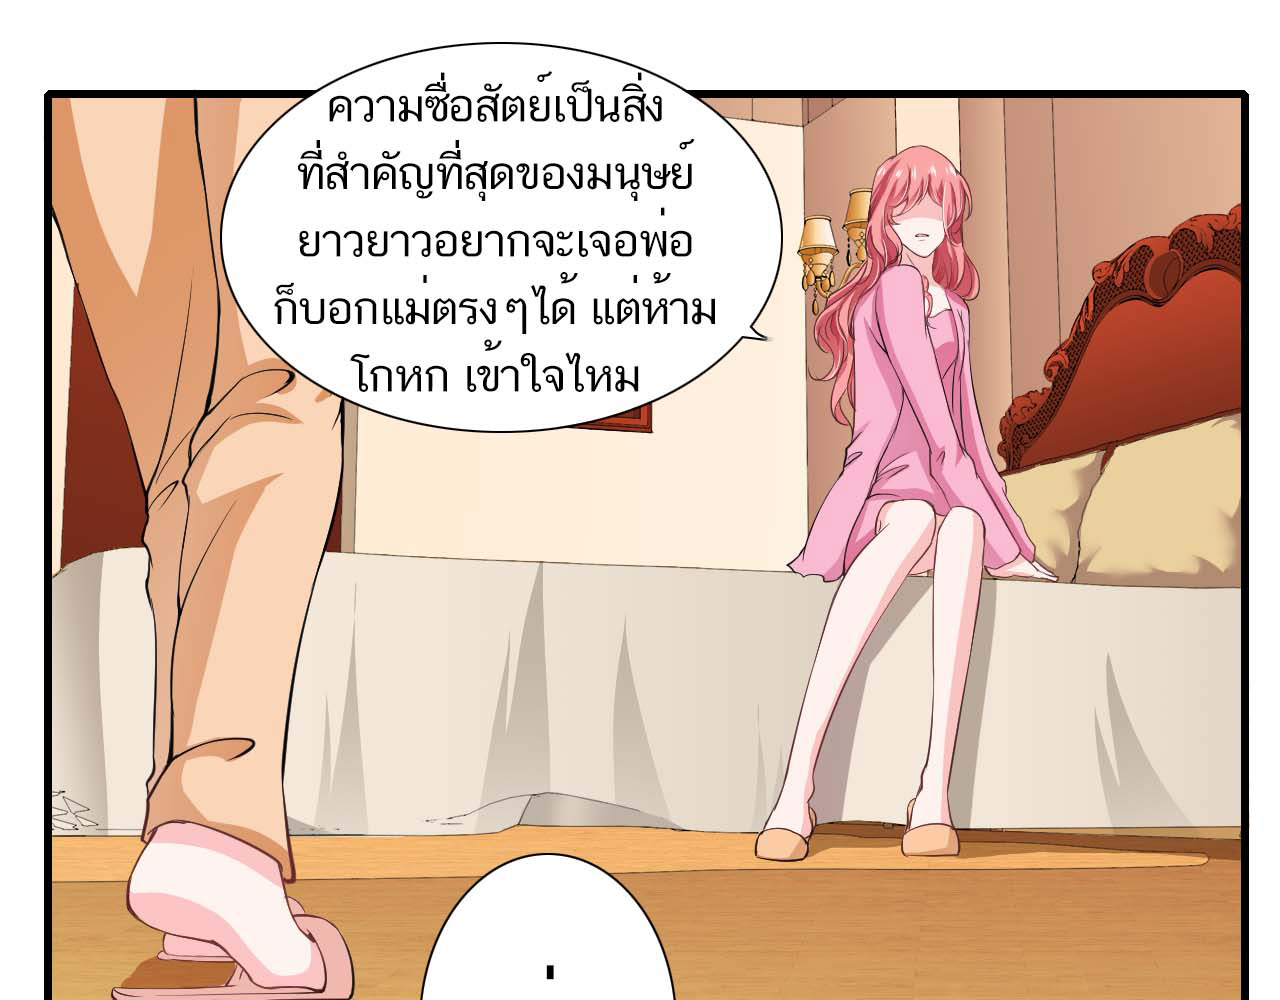 ความซื่อสัตย์เป็นสิ่ง
ที่สำคัญที่สุดของมนุษย์
ยาวยาวอยากจะเจอพ่อ
ก็บอกแม่ตรงๆได้ แต่ห้าม
โกหก เข้าใจไหม